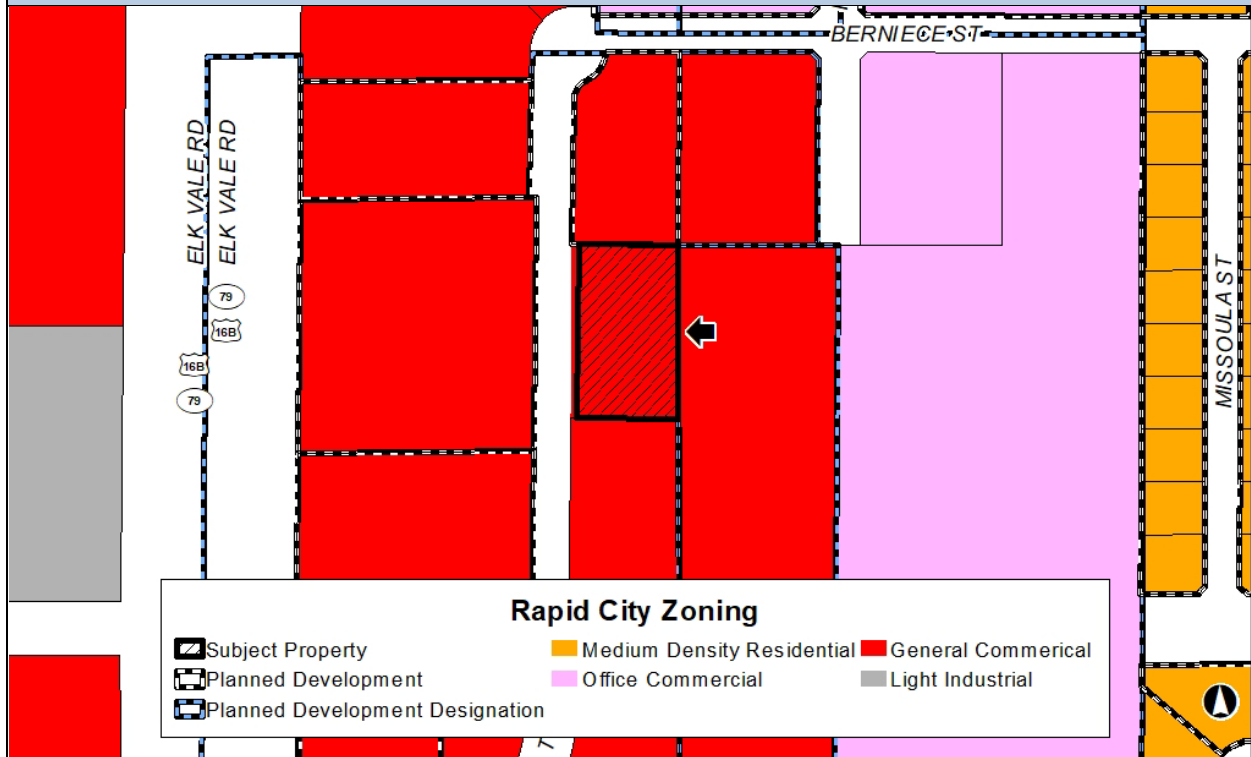 BERNIECE ST
ELK VALE RD
ELK VALE RD
79
16B
16B
79
MISSOULA ST
T
Rapid City Zoning
Subject Property
Medium Density Residential
General Commerical
Planned Development
Office Commercial
Light Industrial
Planned Development Designation